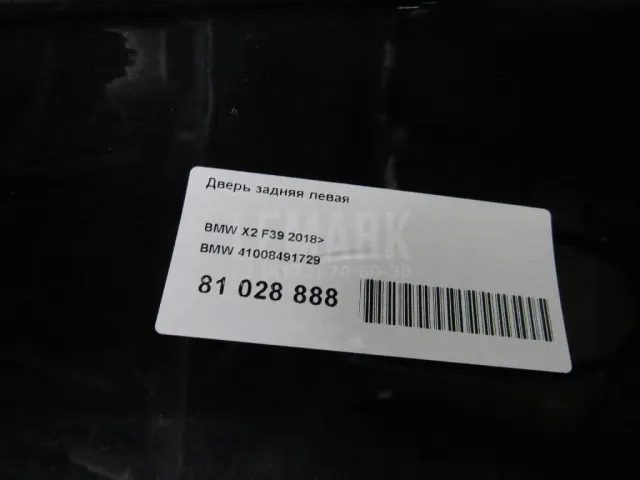 Дверь задняя левая
BMW X2 F39 2018>
BMW 41008491729
81 028 888